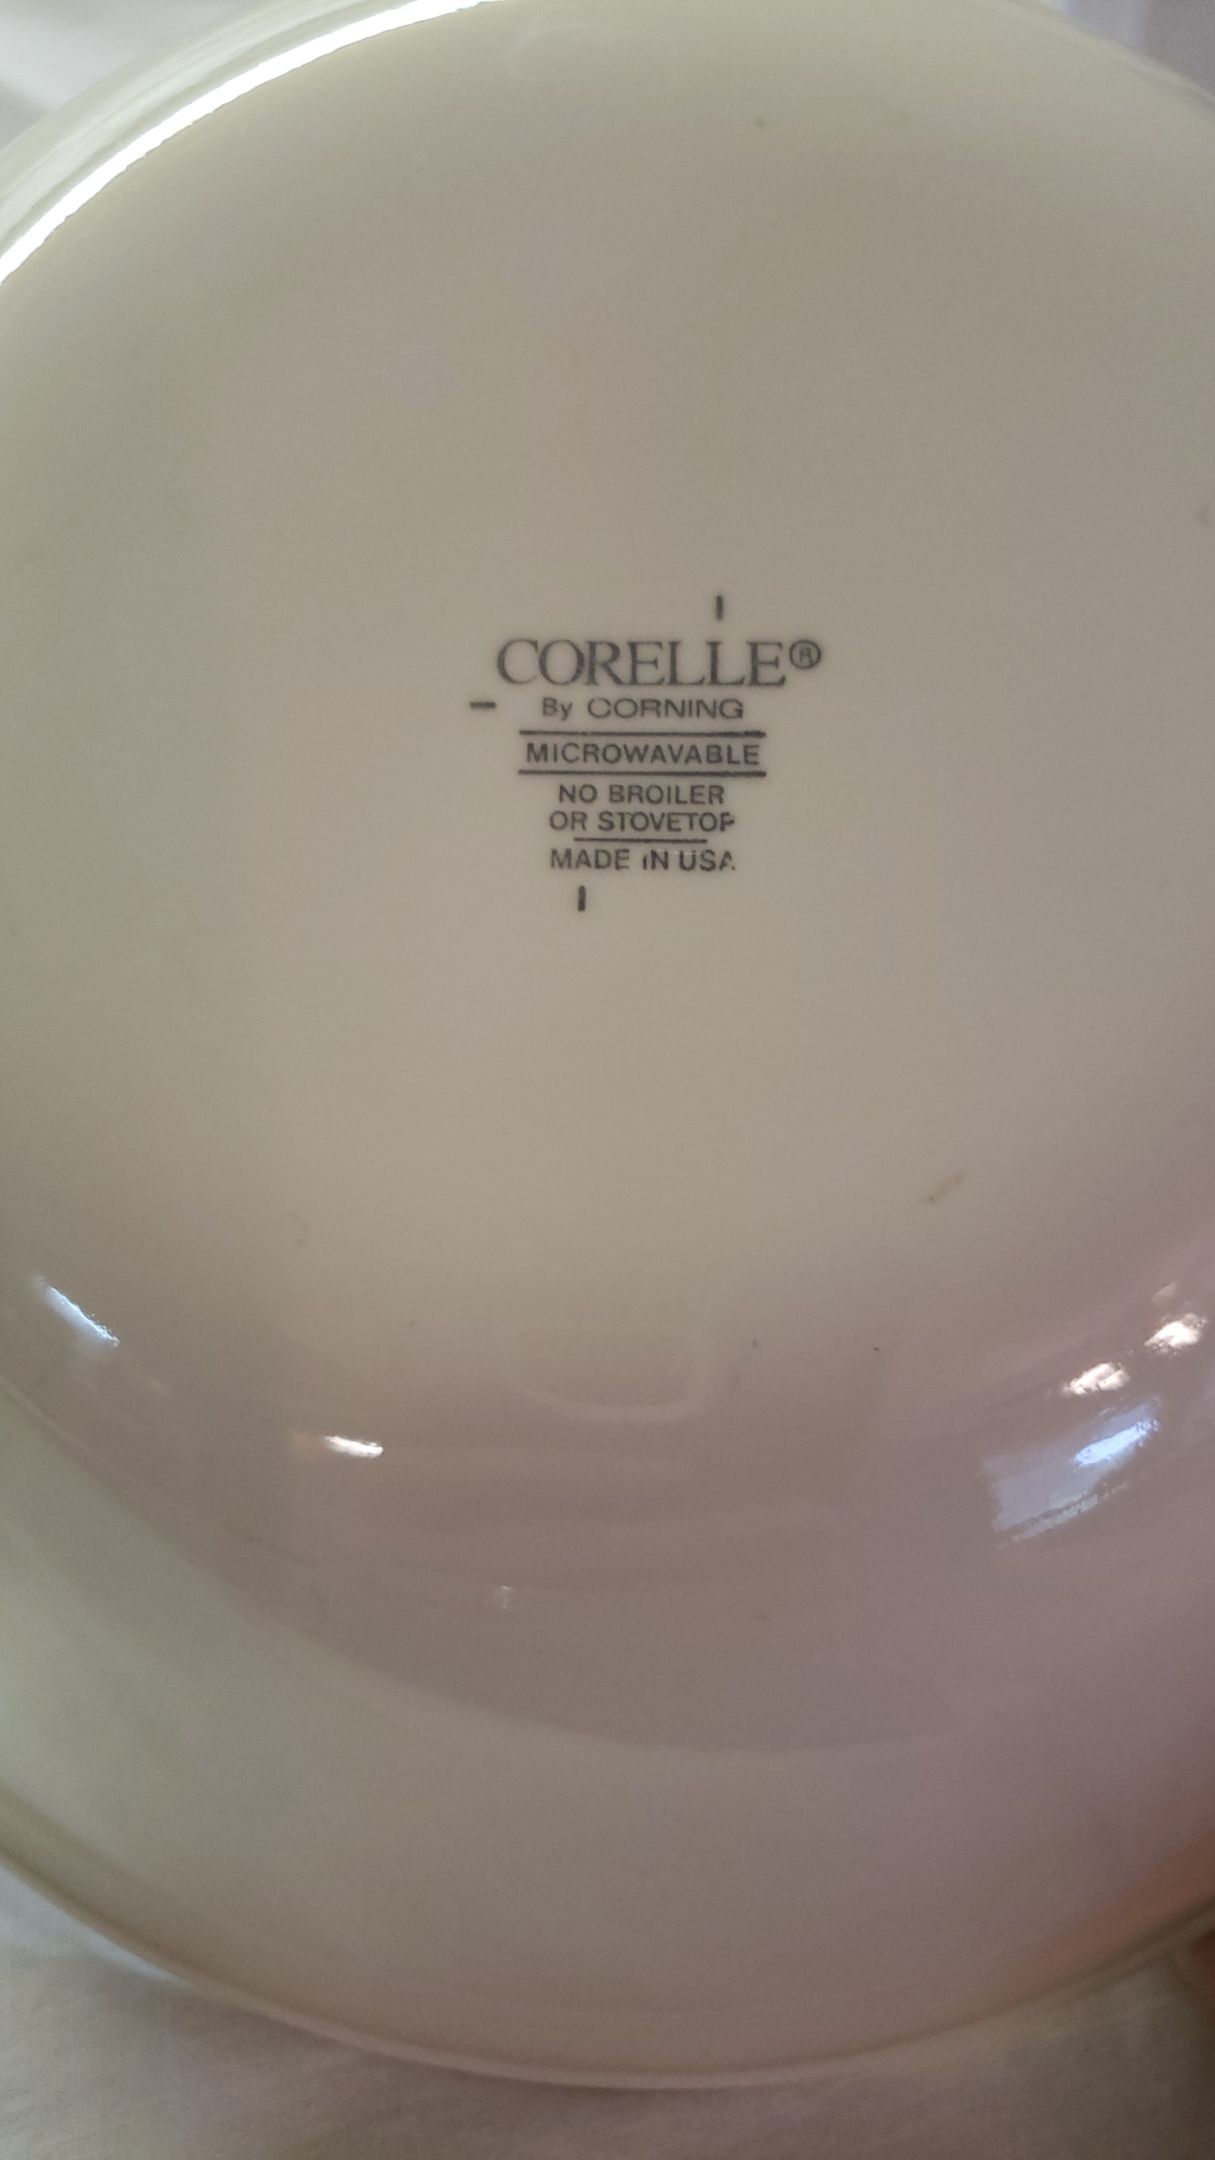 CORELLE®
By CORNING
MICROWAVABLE
NO BROILER
OR STOVETOP
MADE IN USA